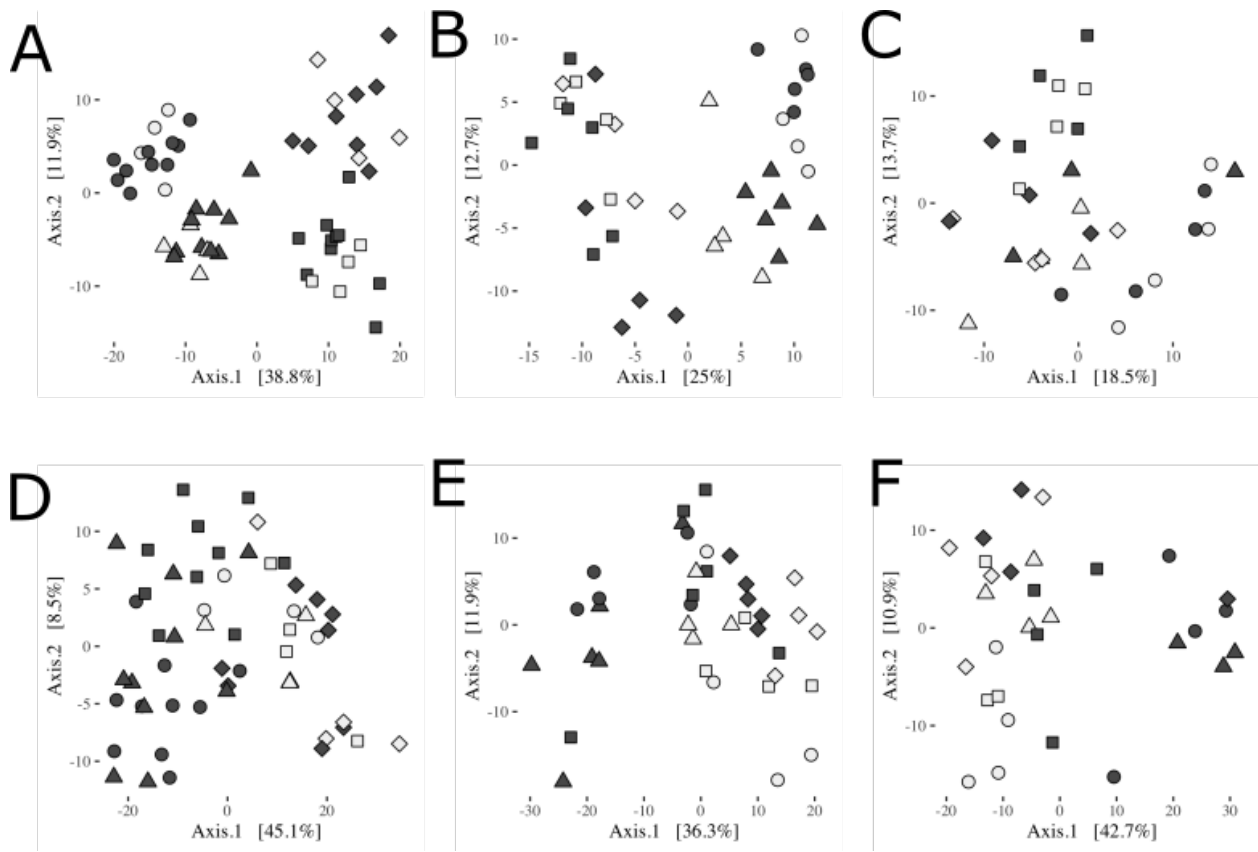 A
Axis.2 [11.9%]
10
0
-10
-20
-10
0
10
20
Axis.1 [38.8%]
B
Axis.2 [12.7%]
10
5
0
-5
-10
-15
-10
-5
0
5
10
Axis.1 [25%]
C
Axis.2 [13.7%]
10
0
-10
-10
0
10
Axis.1 [18.5%]
D
Axis.2 [8.5%]
10
5
0
-5
-10
-20
0
20
Axis.1 [45.1%]
E
Axis.2 [11.9%]
10
0
-10
-30
-20
-10
0
10
20
Axis.1 [36.3%]
F
Axis.2 [10.9%]
10
0
-10
-20
-10
0
10
20
30
Axis.1 [42.7%]